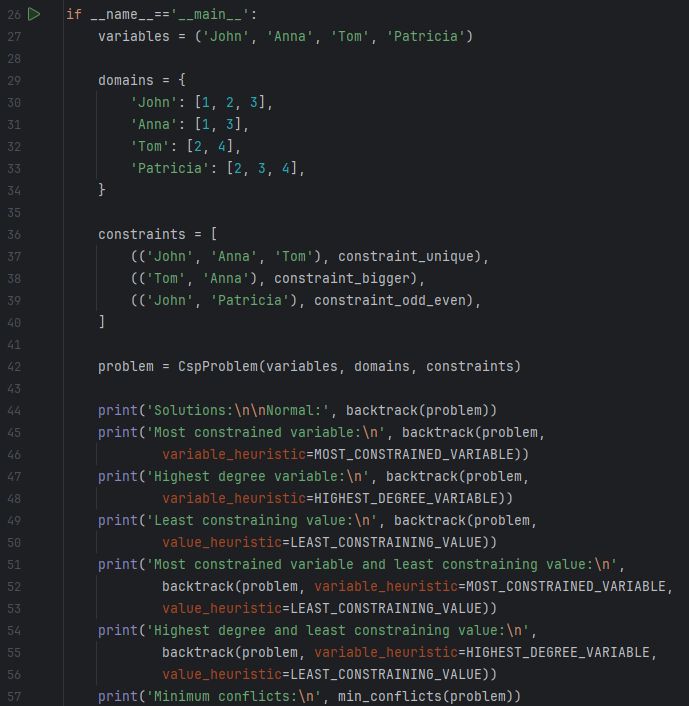 26 if __name__=='__main__':
27     variables = ('John', 'Anna', 'Tom', 'Patricia')
28
29     domains = {
30         'John': [1, 2, 3],
31         'Anna': [1, 3],
32         'Tom': [2, 4],
33         'Patricia': [2, 3, 4],
34     }
35
36     constraints = [
37         (('John', 'Anna', 'Tom'), constraint_unique),
38         (('Tom', 'Anna'), constraint_bigger),
39         (('John', 'Patricia'), constraint_odd_even),
40     ]
41
42     problem = CspProblem(variables, domains, constraints)
43
44     print('Solutions:\n\nNormal:', backtrack(problem))
45     print('Most constrained variable:\n', backtrack(problem,
46             variable_heuristic=MOST_CONSTRAINED_VARIABLE))
47     print('Highest degree variable:\n', backtrack(problem,
48             variable_heuristic=HIGHEST_DEGREE_VARIABLE))
49     print('Least constraining value:\n', backtrack(problem,
50             value_heuristic=LEAST_CONSTRAINING_VALUE))
51     print('Most constrained variable and least constraining value:\n',
52             backtrack(problem, variable_heuristic=MOST_CONSTRAINED_VARIABLE,
53             value_heuristic=LEAST_CONSTRAINING_VALUE))
54     print('Highest degree and least constraining value:\n',
55             backtrack(problem, variable_heuristic=HIGHEST_DEGREE_VARIABLE,
56             value_heuristic=LEAST_CONSTRAINING_VALUE))
57     print('Minimum conflicts:\n', min_conflicts(problem))